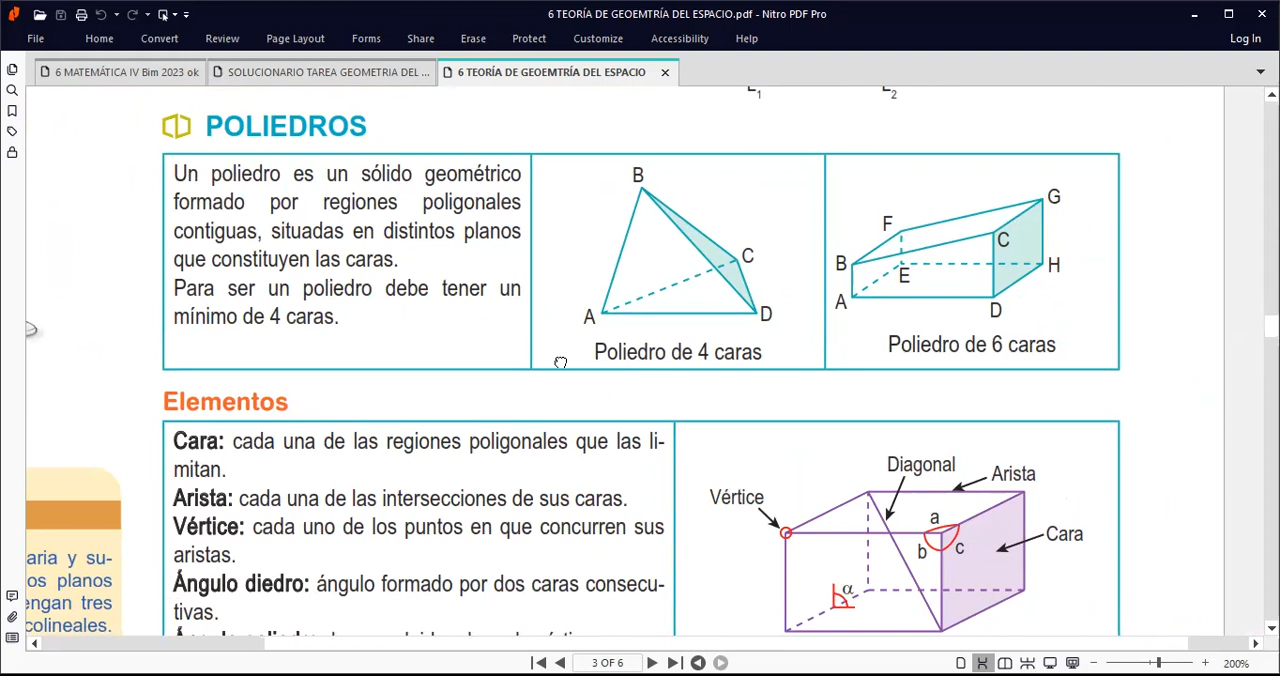 6 TEORÍA DE GEOEMTRÍA DEL ESPACIO.pdf - Nitro PDF Pro
File Home Convert Review Page Layout Forms Share Erase Protect Customize Accessibility Help Log In
6 MATEMÁTICA IV Bim 2023 ok
SOLUCIONARIO TAREA GEOMETRIA DEL ...
6 TEORÍA DE GEOEMTRÍA DEL ESPACIO
L1 L2
POLIEDROS
Un poliedro es un sólido geométrico
formado por regiones poligonales
contiguas, situadas en distintos planos
que constituyen las caras.
Para ser un poliedro debe tener un
mínimo de 4 caras.
B
C
A
D
Poliedro de 4 caras
G
F
C
B
E
H
A
D
Poliedro de 6 caras
Elementos
Cara: cada una de las regiones poligonales que las li-
mitan.
Arista: cada una de las intersecciones de sus caras.
Vértice: cada uno de los puntos en que concurren sus
aristas.
Ángulo diedro: ángulo formado por dos caras consecu-
tivas.
Diagonal
Arista
Vértice
a
b
c
Cara
α
aria y su-
os planos
engan tres
colineales.
3 OF 6
200%